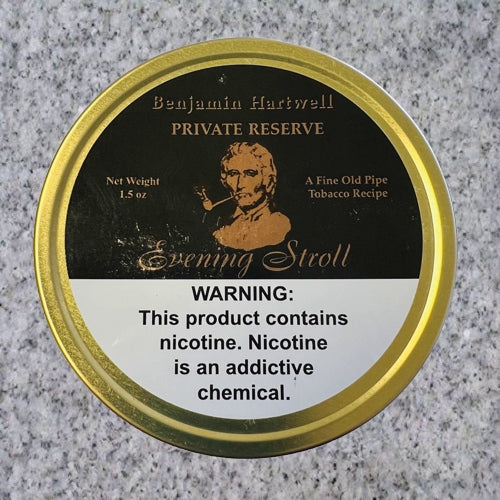 Benjamin Hartwell
PRIVATE RESERVE
Net Weight
1.5 oz
A Fine Old Pipe
Tobacco Recipe
Evening Stroll
WARNING:
This product contains
nicotine. Nicotine
is an addictive
chemical.